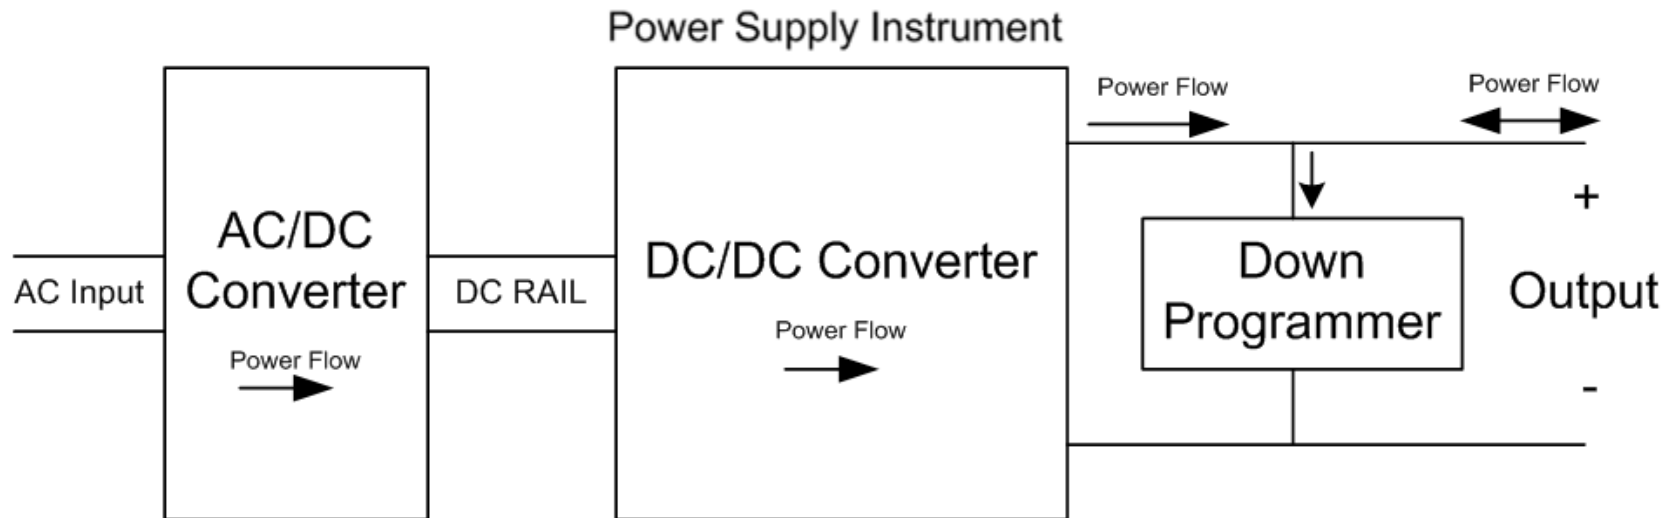 Power Supply Instrument
Power Flow
Power Flow
AC Input
AC/DC
Converter
Power Flow
DC RAIL
DC/DC Converter
Power Flow
Down
Programmer
+
Output
-